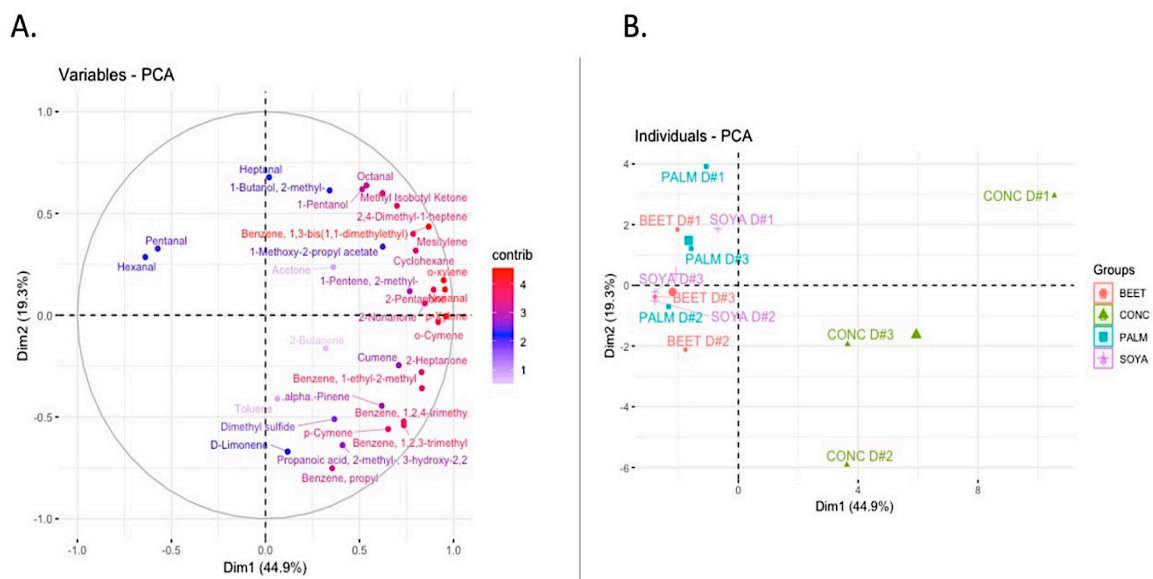 A.
Variables - PCA
1.0
0.5
0.0
-0.5
-1.0
Dim2 (19.3%)
Heptanal
1-Butanol, 2-methyl-
Octanal
1-Pentanol
Methyl Isobutyl Ketone
2,4-Dimethyl-1-heptene
Benzene, 1,3-bis(1,1-dimethylethyl)
Mesitylene
Pentanal
Hexanal
1-Methoxy-2-propyl acetate
Cyclohexane
Acetone
o-xylene
1-Pentene, 2-methyl-
2-Pentanone
Nonanal
2-Nonanone
o-Cymene
2-Butanone
Cumene
2-Heptanone
Benzene, 1-ethyl-2-methyl
.alpha.-Pinene
Toluene
Benzene, 1,2,4-trimethy
Dimethyl sulfide
p-Cymene
Benzene, 1,2,3-trimethyl
D-Limonene
Propanoic acid, 2-methyl-, 3-hydroxy-2,2
Benzene, propyl
-1.0 -0.5 0.0 0.5 1.0
Dim1 (44.9%)
contrib
4
3
2
1
B.
Individuals - PCA
4
2
0
-2
-4
-6
Dim2 (19.3%)
PALM D#1
CONC D#1
BEET D#1 SOYA D#1
PALM D#3
SOYA D#3
BEET D#3
PALM D#2 SOYA D#2
BEET D#2
CONC D#3
CONC D#2
0 4 8
Dim1 (44.9%)
Groups
BEET
CONC
PALM
SOYA